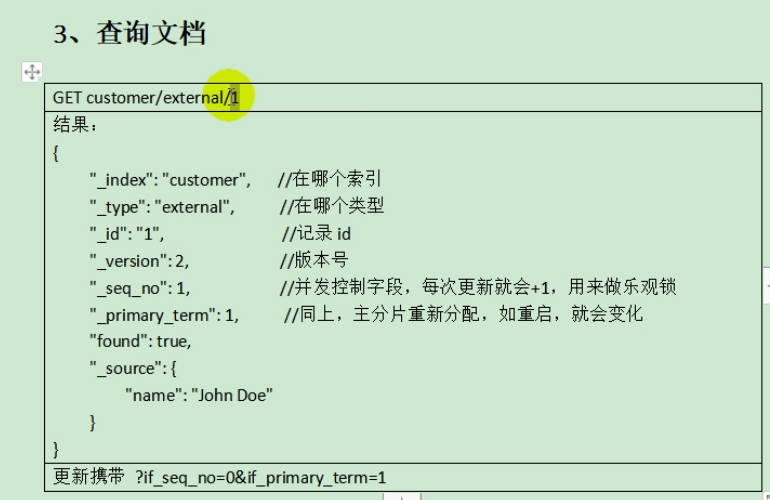 3、查询文档
GET customer/external/1
结果：
{
"_index": "customer", //在哪个索引
"_type": "external", //在哪个类型
"_id": "1", //记录 id
"_version": 2, //版本号
"_seq_no": 1, //并发控制字段，每次更新就会+1，用来做乐观锁
"_primary_term": 1, //同上，主分片重新分配，如重启，就会变化
"found": true,
"_source": {
"name": "John Doe"
}
}
更新携带 ?if_seq_no=0&if_primary_term=1